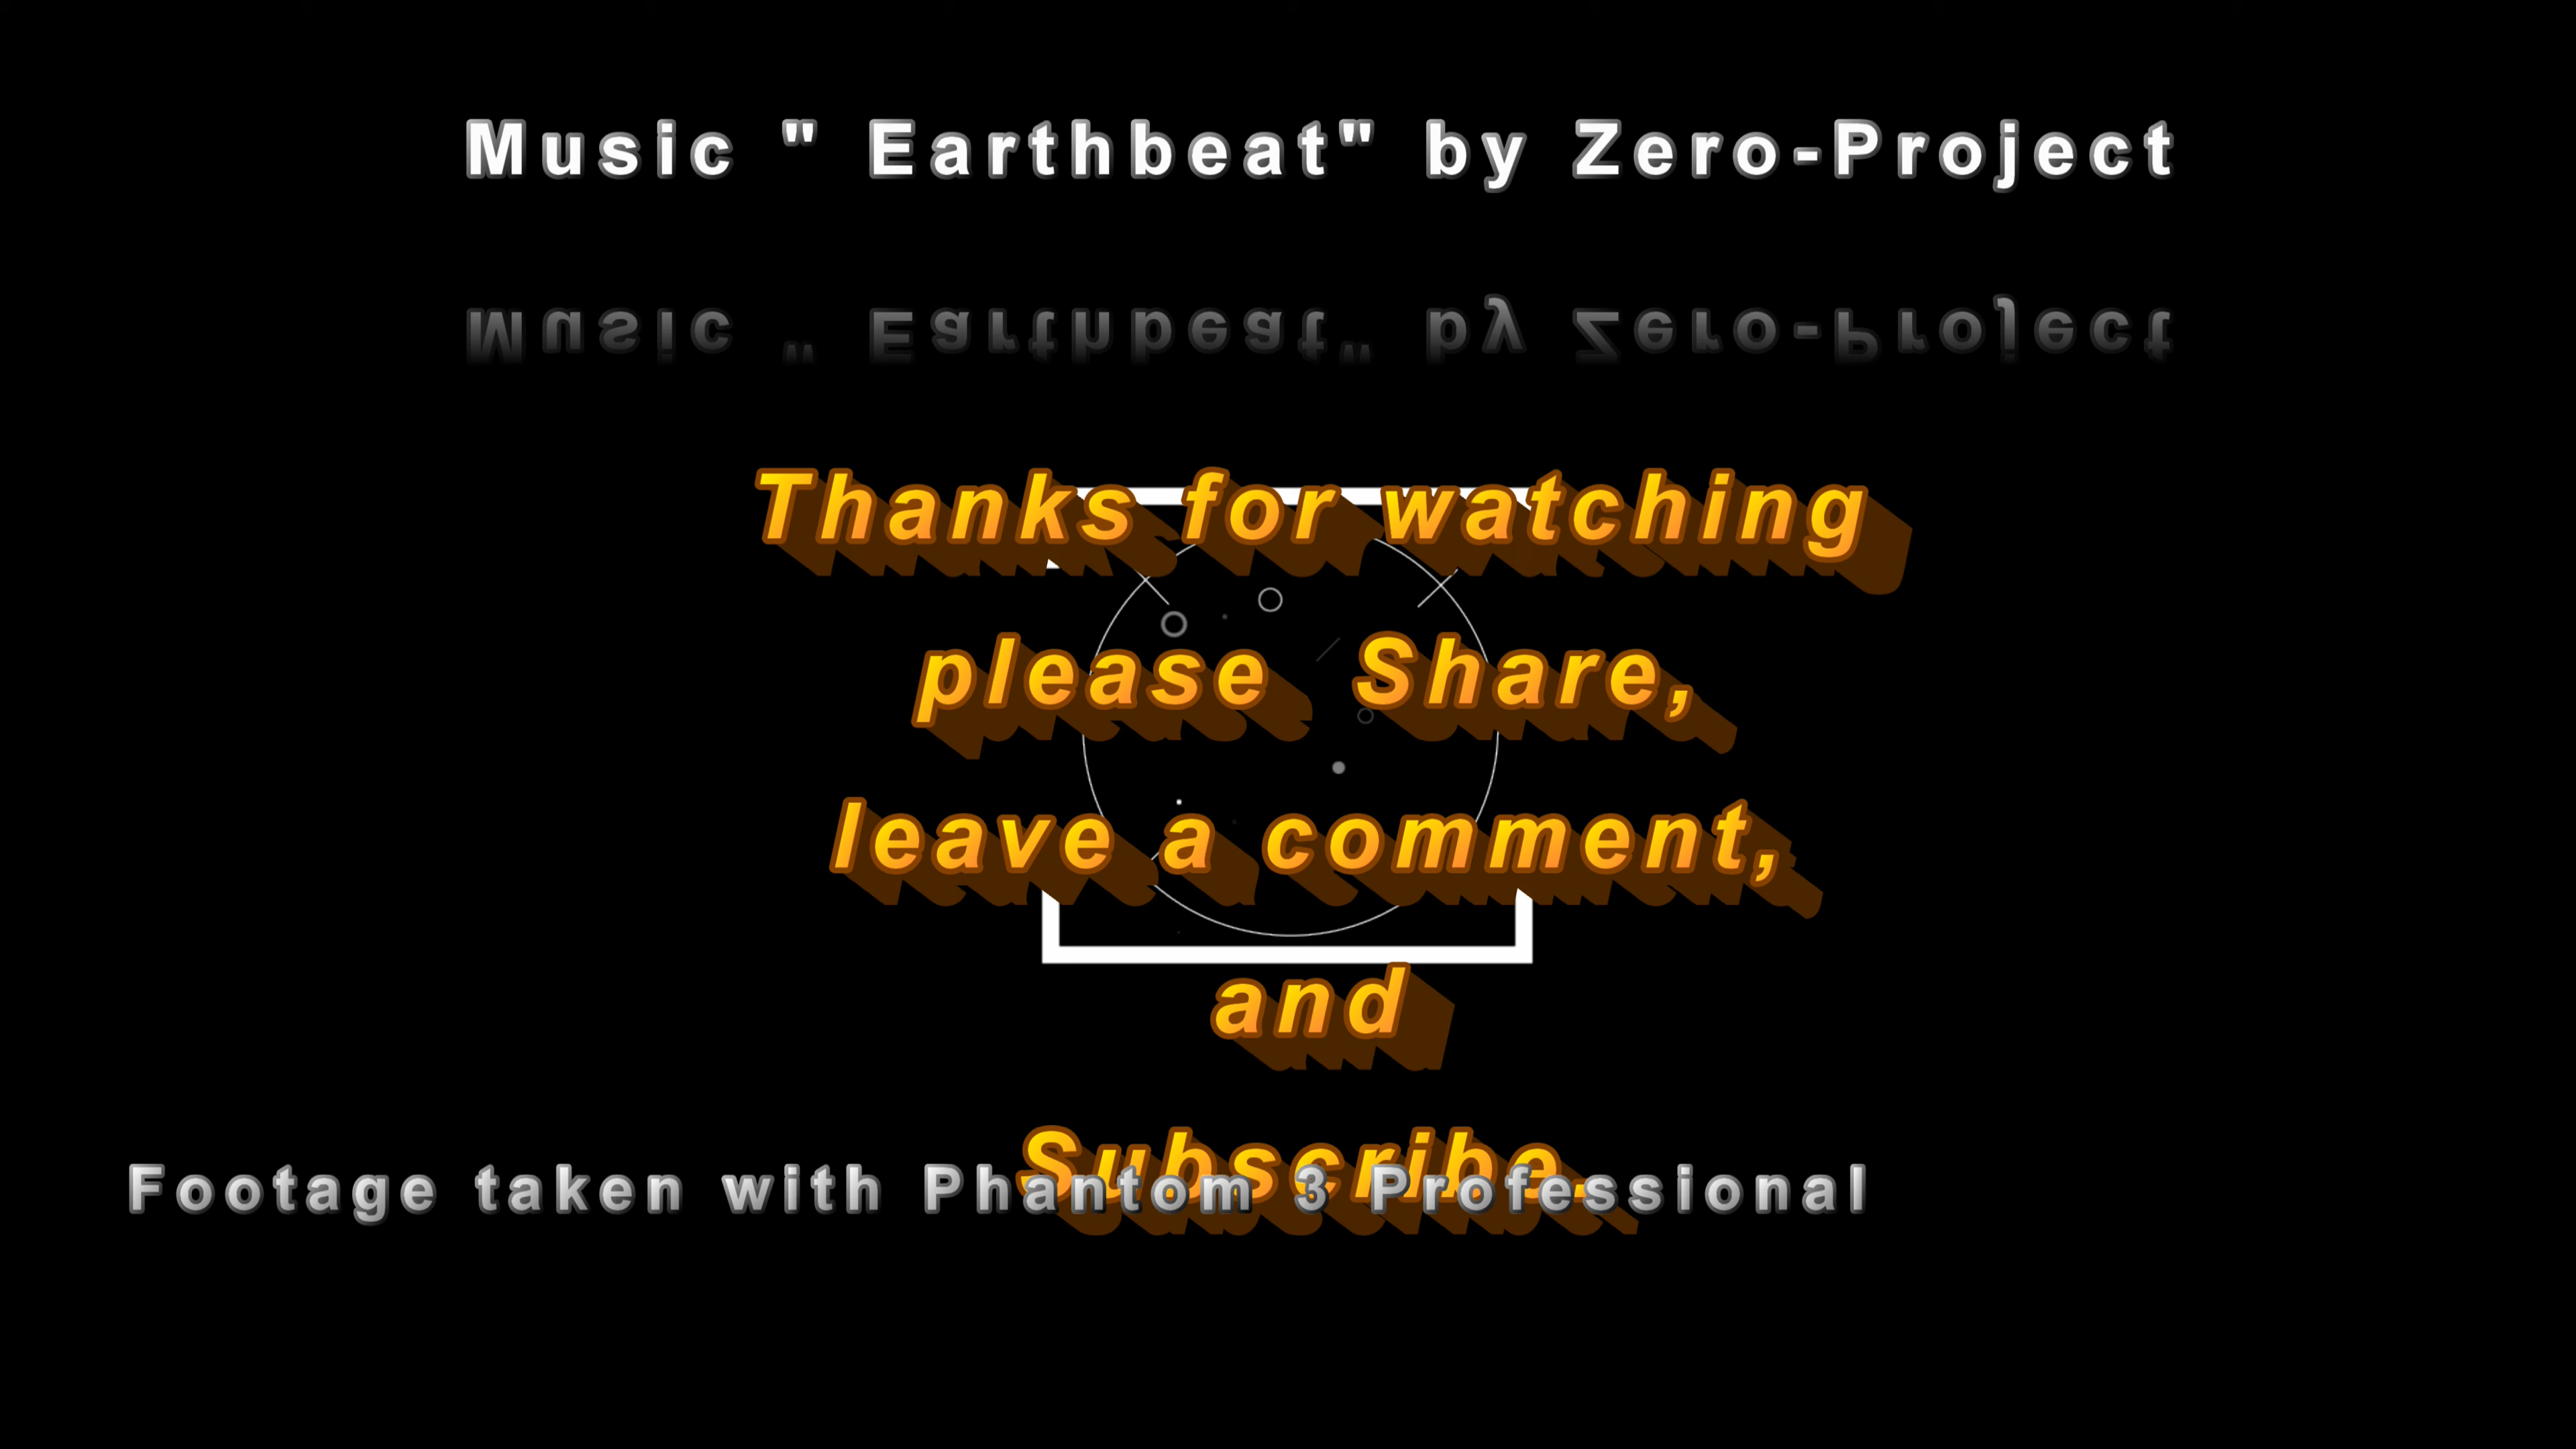 Music " Earthbeat" by Zero-Project
Thanks for watching
please Share,
leave a comment,
and
Subscribe.
Footage taken with Phantom 3 Professional